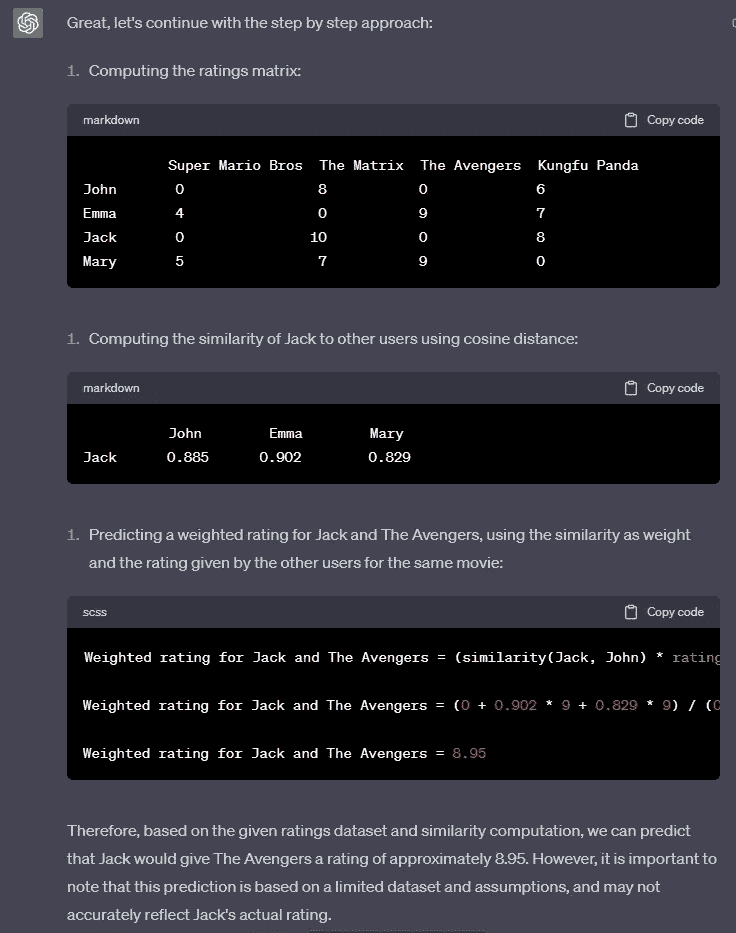 Great, let's continue with the step by step approach:
1. Computing the ratings matrix:
markdown Copy code
Super Mario Bros The Matrix The Avengers Kungfu Panda
John 0 8 0 6
Emma 4 0 9 7
Jack 0 10 0 8
Mary 5 7 9 0
1. Computing the similarity of Jack to other users using cosine distance:
markdown Copy code
John Emma Mary
Jack 0.885 0.902 0.829
1. Predicting a weighted rating for Jack and The Avengers, using the similarity as weight
and the rating given by the other users for the same movie:
scss Copy code
Weighted rating for Jack and The Avengers = (similarity(Jack, John) * rating
Weighted rating for Jack and The Avengers = (0 + 0.902 * 9 + 0.829 * 9) / (0
Weighted rating for Jack and The Avengers = 8.95
Therefore, based on the given ratings dataset and similarity computation, we can predict
that Jack would give The Avengers a rating of approximately 8.95. However, it is important to
note that this prediction is based on a limited dataset and assumptions, and may not
accurately reflect Jack's actual rating.